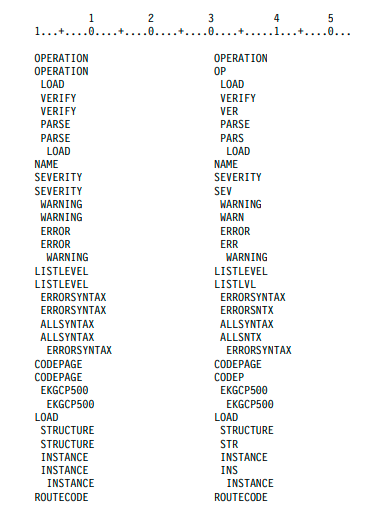 1         2         3         4         5
1...+....0....+....0....+....0....+....0....+....0...
OPERATION                     OPERATION
OPERATION                     OP
 LOAD                          LOAD
 VERIFY                        VERIFY
 VERIFY                        VER
 PARSE                         PARSE
 PARSE                         PARS
  LOAD                          LOAD
NAME                          NAME
SEVERITY                      SEVERITY
SEVERITY                      SEV
 WARNING                       WARNING
 WARNING                       WARN
 ERROR                         ERROR
 ERROR                         ERR
  WARNING                       WARNING
LISTLEVEL                     LISTLEVEL
LISTLEVEL                     LISTLVL
 ERRORSYNTAX                   ERRORSYNTAX
 ERRORSYNTAX                   ERRORSNTX
 ALLSYNTAX                     ALLSYNTAX
 ALLSYNTAX                     ALLSNTX
  ERRORSYNTAX                   ERRORSYNTAX
CODEPAGE                      CODEPAGE
CODEPAGE                      CODEP
 EKGCP500                      EKGCP500
  EKGCP500                      EKGCP500
LOAD                          LOAD
 STRUCTURE                     STRUCTURE
 STRUCTURE                     STR
 INSTANCE                      INSTANCE
 INSTANCE                      INS
  INSTANCE                      INSTANCE
ROUTECODE                     ROUTECODE